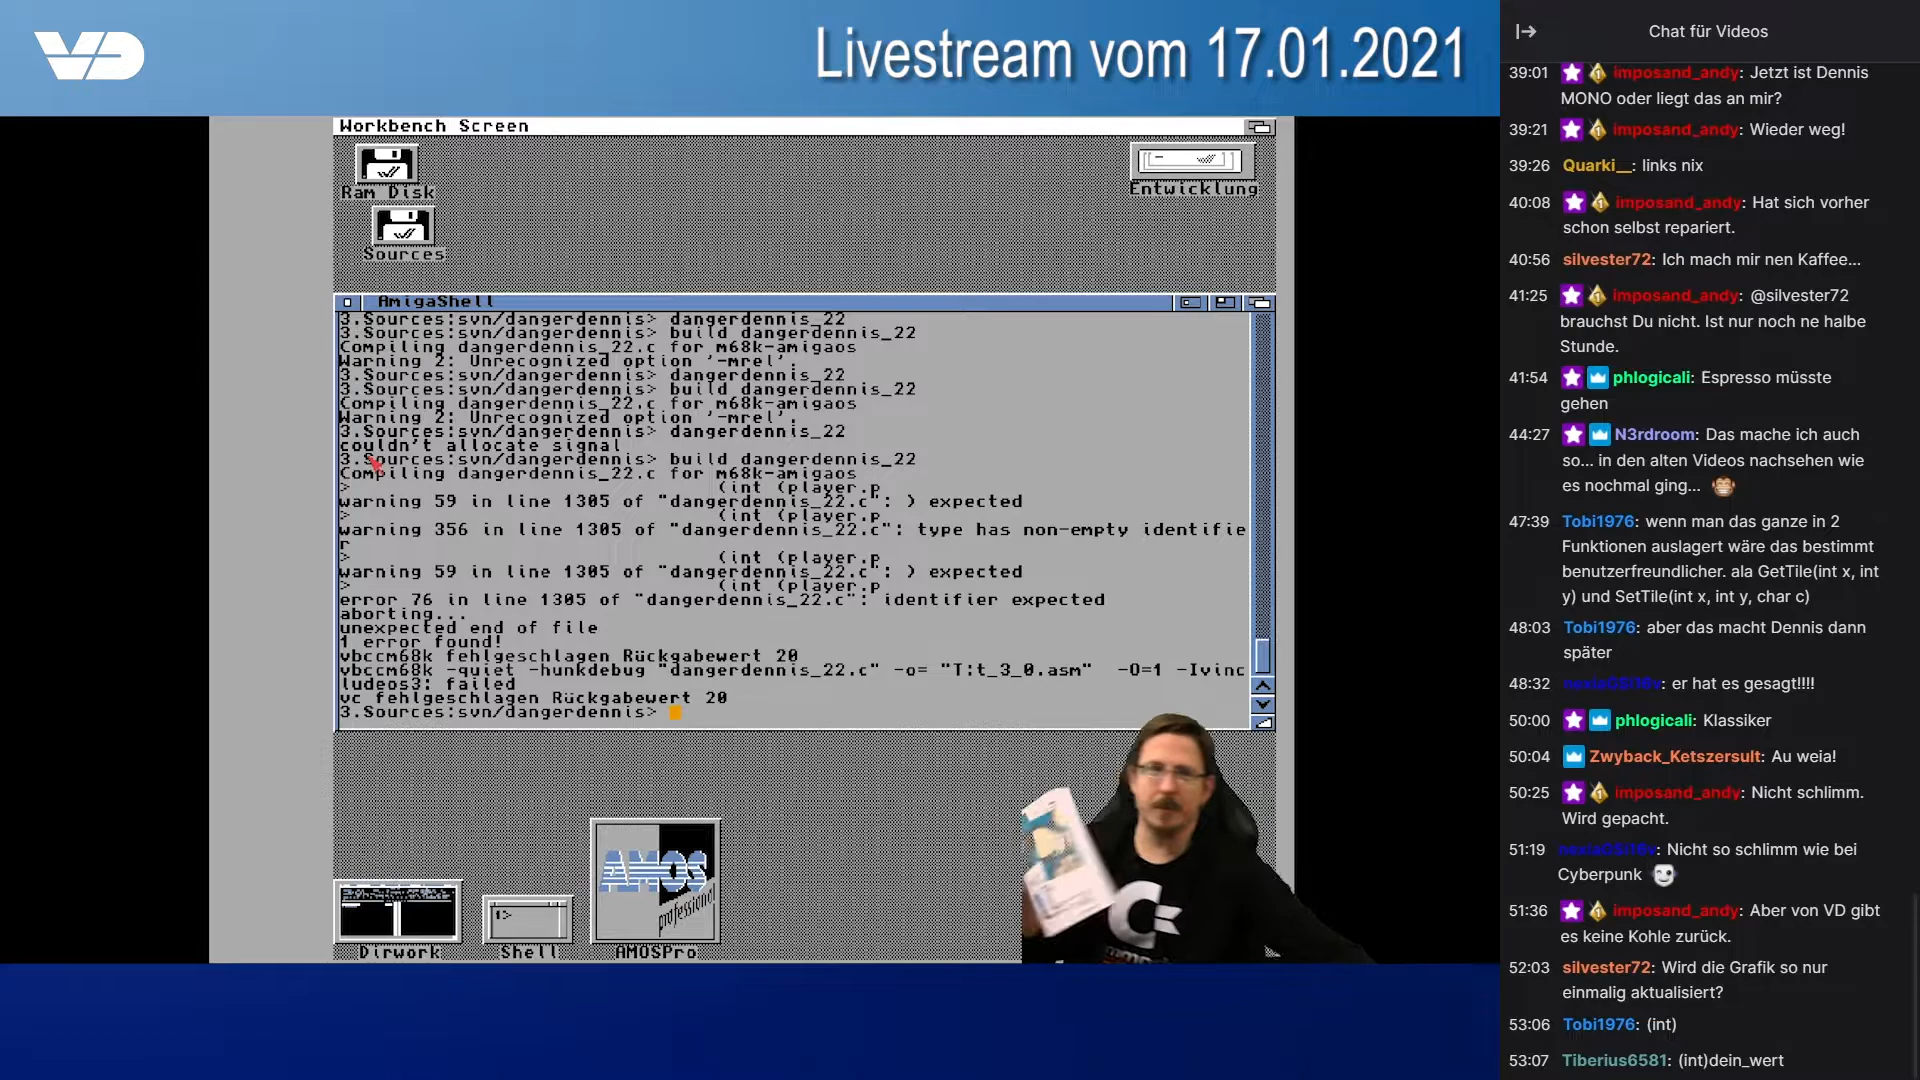 VD
Livestream vom 17.01.2021
Workbench Screen
Ram Disk
Sources
Entwicklung
AmigaShell
3.Sources:svn/dangerdennis> dangerdennis_22
3.Sources:svn/dangerdennis> build dangerdennis_22
Compiling dangerdennis_22.c for m68k-amigaos
Warning 2: Unrecognized option '-mrel'.
3.Sources:svn/dangerdennis> dangerdennis_22
3.Sources:svn/dangerdennis> build dangerdennis_22
Compiling dangerdennis_22.c for m68k-amigaos
Warning 2: Unrecognized option '-mrel'.
3.Sources:svn/dangerdennis> dangerdennis_22
couldn't allocate signal
3.Sources:svn/dangerdennis> build dangerdennis_22
Compiling dangerdennis_22.c for m68k-amigaos
> (int (player.p
warning 59 in line 1305 of "dangerdennis_22.c": ) expected
> (int (player.p
warning 356 in line 1305 of "dangerdennis_22.c": type has non-empty identifie
r
> (int (player.p
warning 59 in line 1305 of "dangerdennis_22.c": ) expected
> (int (player.p
error 76 in line 1305 of "dangerdennis_22.c": identifier expected
aborting...
unexpected end of file
1 error found!
vbccm68k fehlgeschlagen Rückgabewert 20
vbccm68k -quiet -hunkdebug "dangerdennis_22.c" -o= "T:t_3_0.asm" -O=1 -Ivinc
ludeos3: failed
vc fehlgeschlagen Rückgabewert 20
3.Sources:svn/dangerdennis>
AMOS
professional
1>
Dirwork
Shell
AMOSPro
Chat für Videos
39:01 imposand_andy: Jetzt ist Dennis
MONO oder liegt das an mir?
39:21 imposand_andy: Wieder weg!
39:26 Quarki__: links nix
40:08 imposand_andy: Hat sich vorher
schon selbst repariert.
40:56 silvester72: Ich mach mir nen Kaffee...
41:25 imposand_andy: @silvester72
brauchst Du nicht. Ist nur noch ne halbe
Stunde.
41:54 phlogicali: Espresso müsste
gehen
44:27 N3rdroom: Das mache ich auch
so... in den alten Videos nachsehen wie
es nochmal ging...
47:39 Tobi1976: wenn man das ganze in 2
Funktionen auslagert wäre das bestimmt
benutzerfreundlicher. ala GetTile(int x, int
y) und SetTile(int x, int y, char c)
48:03 Tobi1976: aber das macht Dennis dann
später
48:32 : er hat es gesagt!!!!
50:00 phlogicali: Klassiker
50:04 Zwyback_Ketszersult: Au weia!
50:25 imposand_andy: Nicht schlimm.
Wird gepacht.
51:19 : Nicht so schlimm wie bei
Cyberpunk
51:36 imposand_andy: Aber von VD gibt
es keine Kohle zurück.
52:03 silvester72: Wird die Grafik so nur
einmalig aktualisiert?
53:06 Tobi1976: (int)
53:07 Tiberius6581: (int)dein_wert